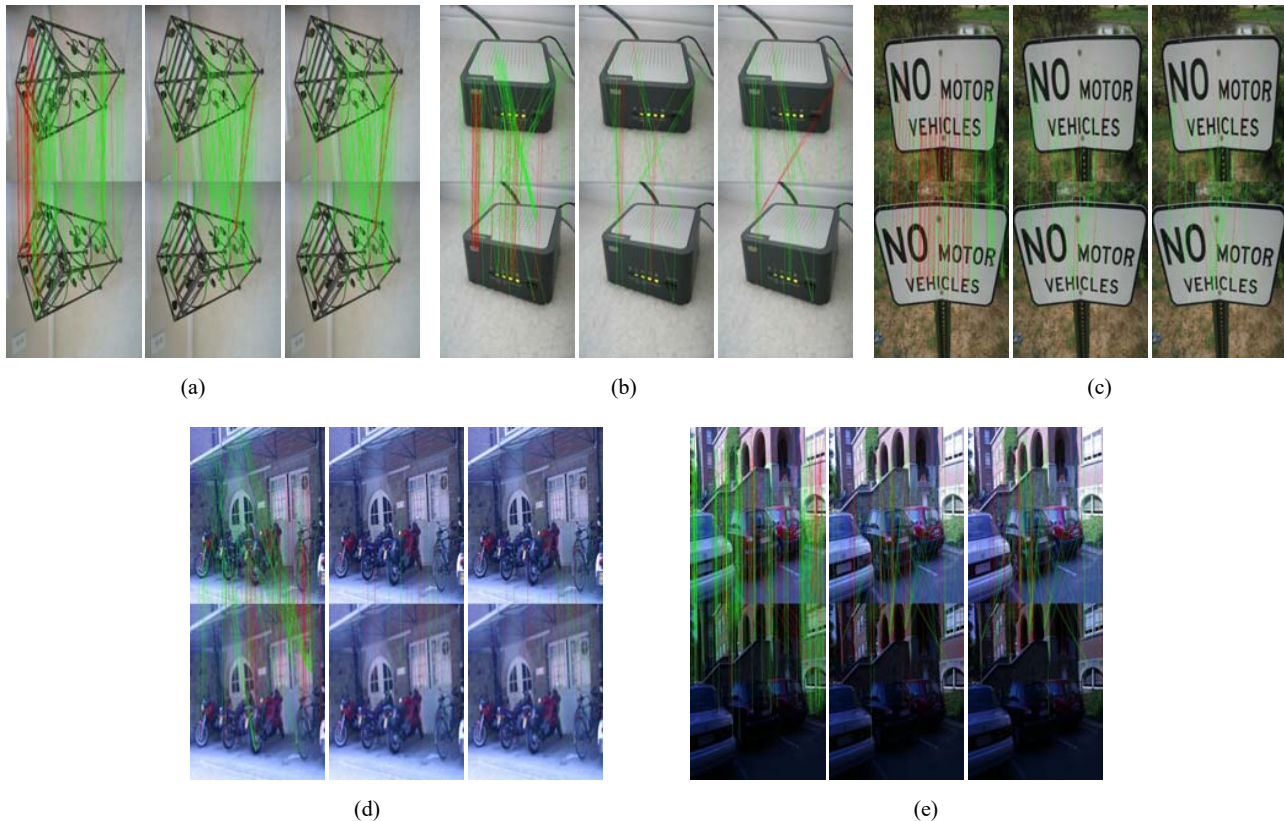 NO MOTOR
VEHICLES
NO MOTOR
VEHICLES
NO MOTOR
VEHICLES
NO MOTOR
VEHICLES
NO MOTOR
VEHICLES
NO MOTOR
VEHICLES
(a)
(b)
(c)
(d)
(e)